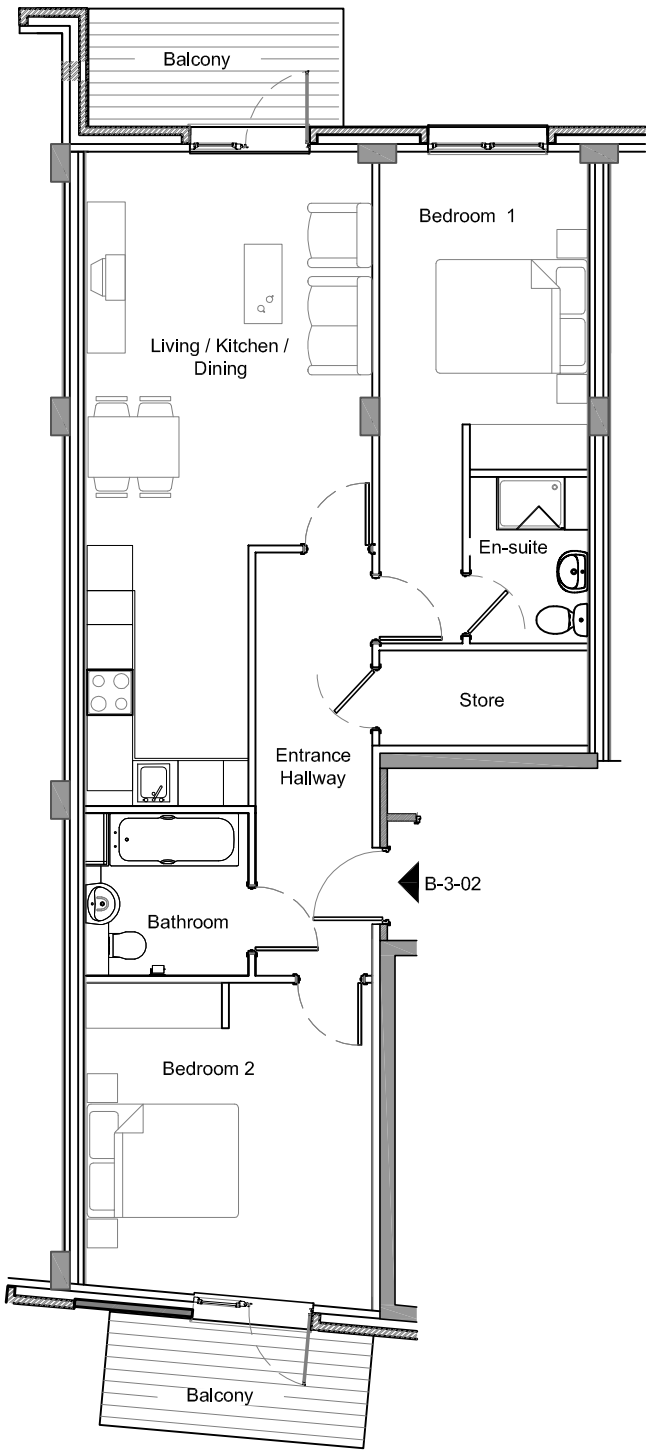 Balcony
Bedroom 1
Living / Kitchen /
Dining
En-suite
Store
Entrance
Hallway
B-3-02
Bathroom
Bedroom 2
Balcony